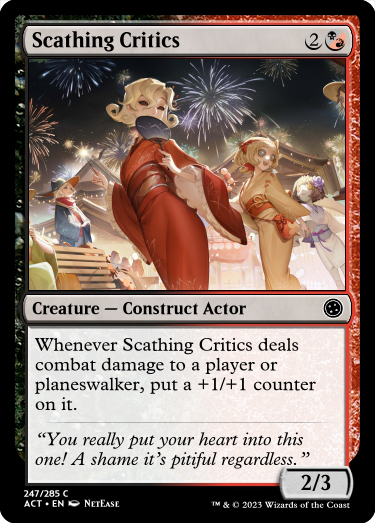 Scathing Critics 2
Creature — Construct Actor
Whenever Scathing Critics deals
combat damage to a player or
planeswalker, put a +1/+1 counter
on it.
“You really put your heart into this
one! A shame it’s pitiful regardless.”
2/3
247/285 C
ACT • EN NetEase
™ & © 2023 Wizards of the Coast